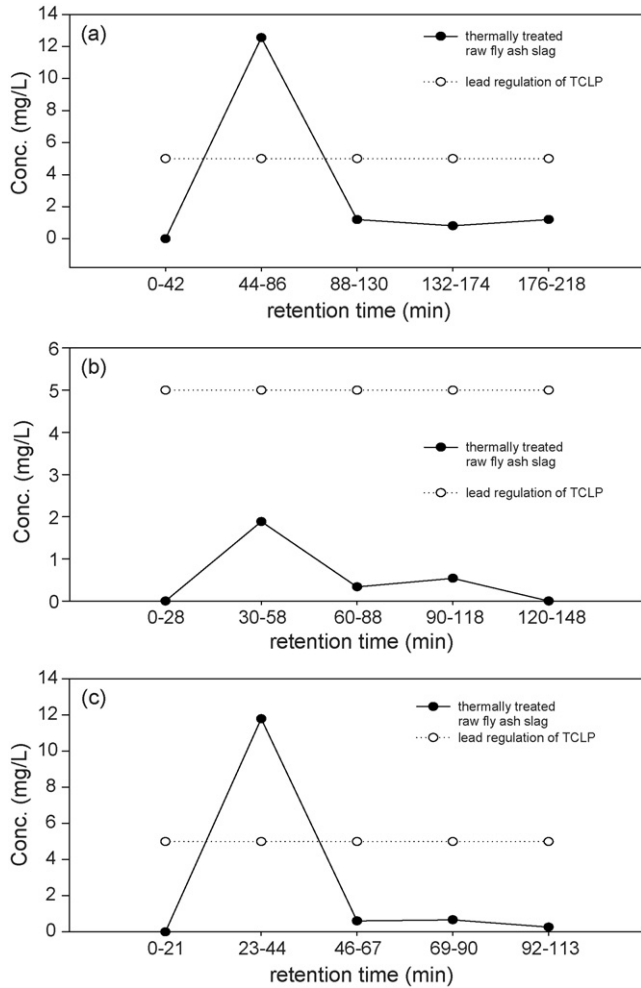 (a)
14
12
10
8
6
4
2
0
Conc. (mg/L)
thermally treated
raw fly ash slag
lead regulation of TCLP
0-42 44-86 88-130 132-174 176-218
retention time (min)
(b)
6
5
4
3
2
1
0
Conc. (mg/L)
thermally treated
raw fly ash slag
lead regulation of TCLP
0-28 30-58 60-88 90-118 120-148
retention time (min)
(c)
14
12
10
8
6
4
2
0
Conc. (mg/L)
thermally treated
raw fly ash slag
lead regulation of TCLP
0-21 23-44 46-67 69-90 92-113
retention time (min)